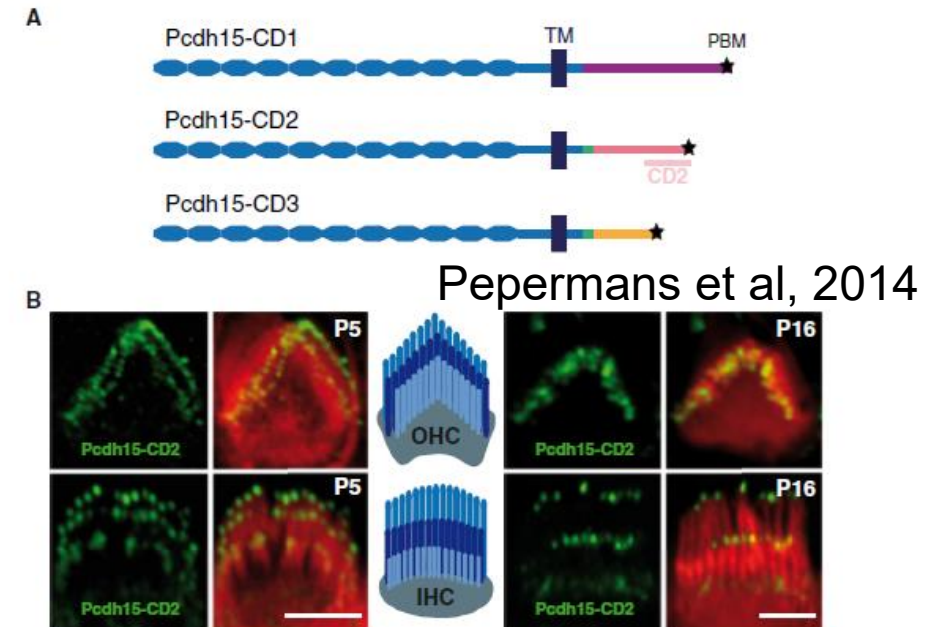 A
Pcdh15-CD1
TM
PBM
Pcdh15-CD2
CD2
Pcdh15-CD3
Pepermans et al, 2014
B
P5
P16
Pcdh15-CD2
OHC
Pcdh15-CD2
P5
P16
Pcdh15-CD2
IHC
Pcdh15-CD2